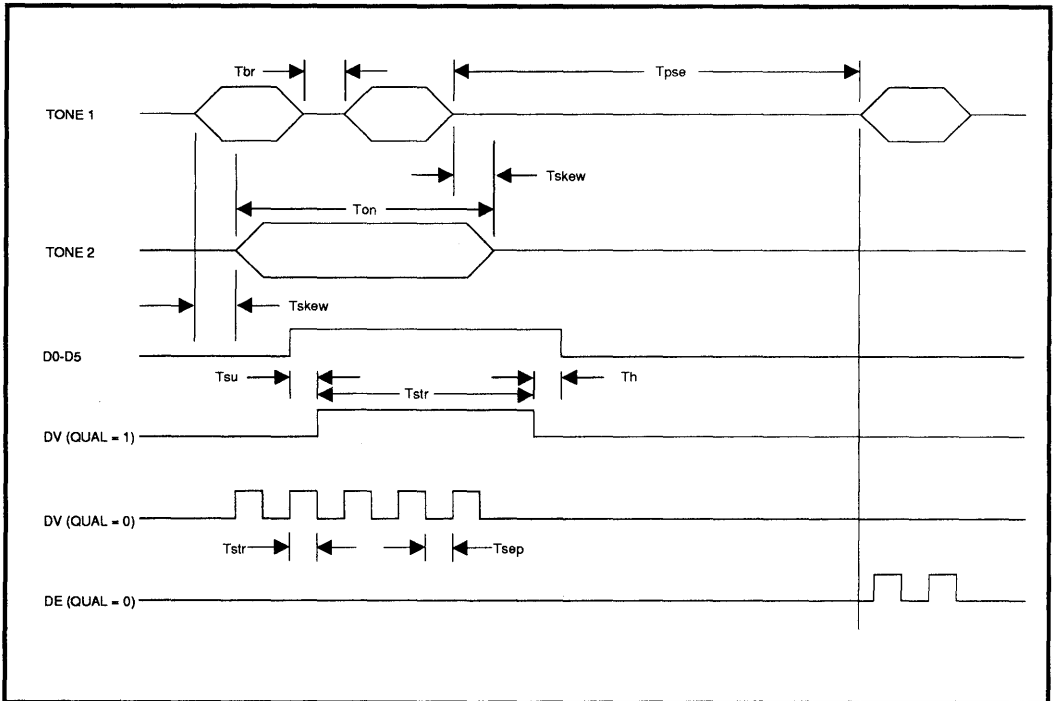 Tbr
Tpse
TONE 1
Tskew
Ton
TONE 2
Tskew
D0-D5
Tsu
Tstr
Th
DV (QUAL = 1)
DV (QUAL = 0)
Tstr
Tsep
DE (QUAL = 0)